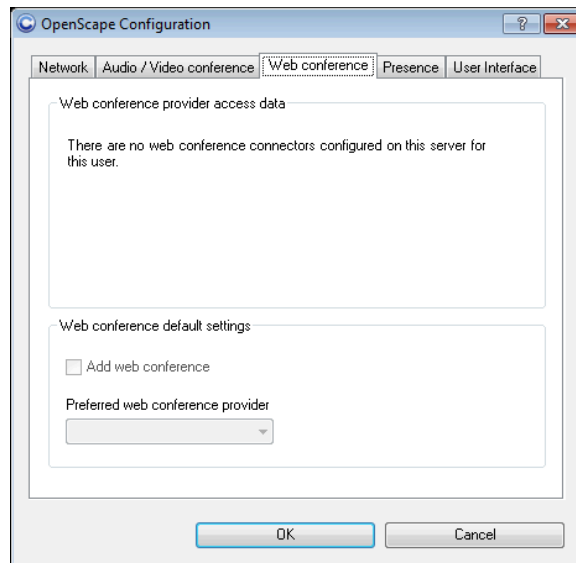 OpenScape Configuration
Network
Audio / Video conference
Web conference
Presence
User Interface
Web conference provider access data
There are no web conference connectors configured on this server for
this user.
Web conference default settings
Add web conference
Preferred web conference provider
OK
Cancel